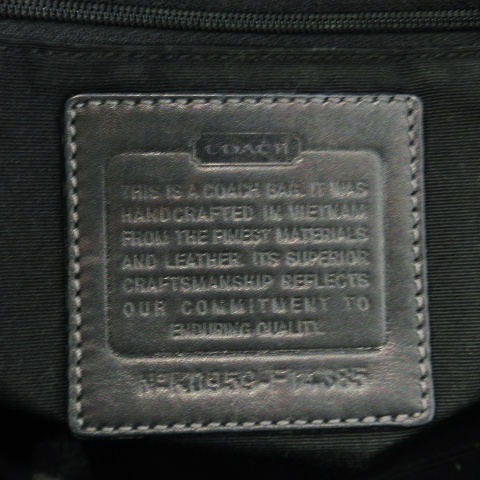 COACH
THIS IS A COACH BAG. IT WAS
HANDCRAFTED IN VIETNAM
FROM THE FINEST MATERIALS
AND LEATHER. ITS SUPERIOR
CRAFTSMANSHIP REFLECTS
OUR COMMITMENT TO
ENDURING QUALITY.